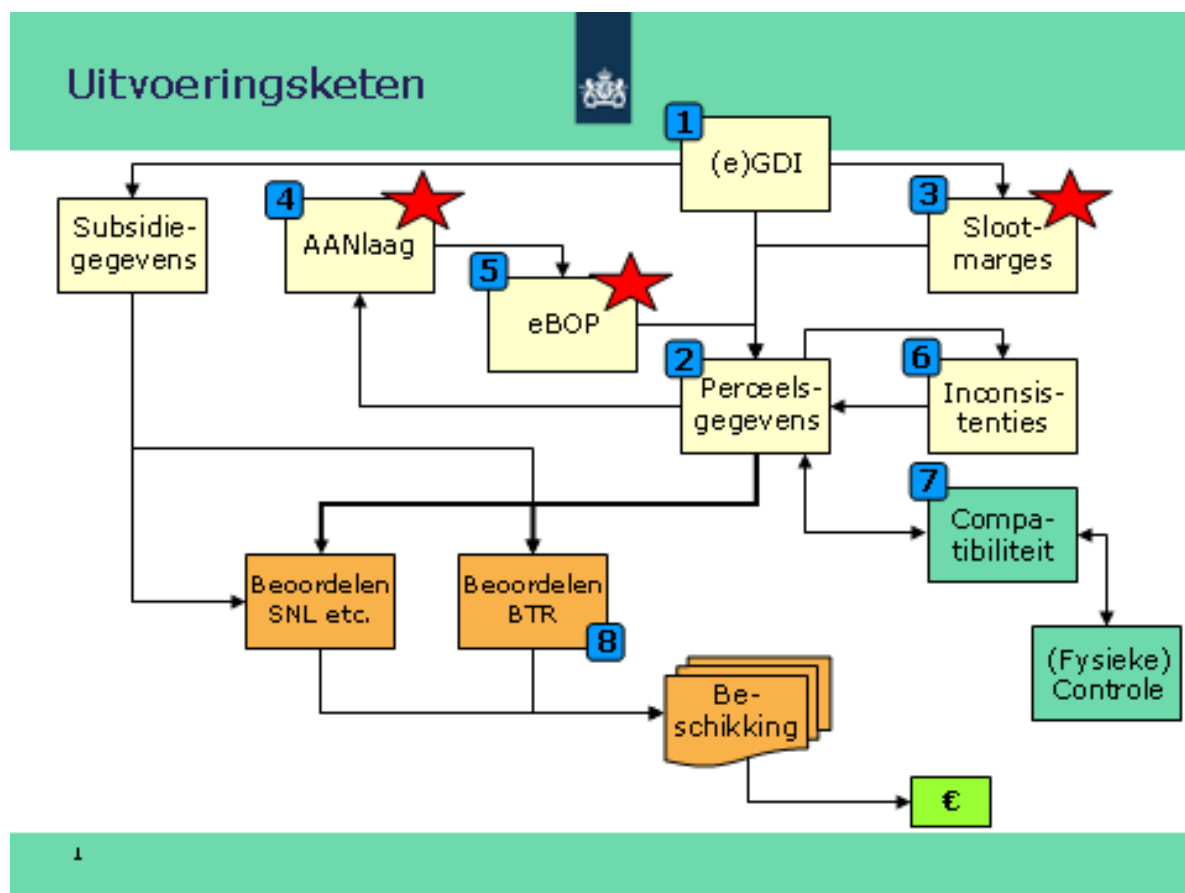 Uitvoeringsketen
1
(e)GDI
4
AANlaag
3
Sloot-
marges
Subsidie-
gegevens
5
eBOP
2
Perceels-
gegevens
6
Inconsis-
tenties
7
Compa-
tibiliteit
Beoordelen
SNL etc.
Beoordelen
BTR
8
(Fysieke)
Controle
Be-
schikking
€
1